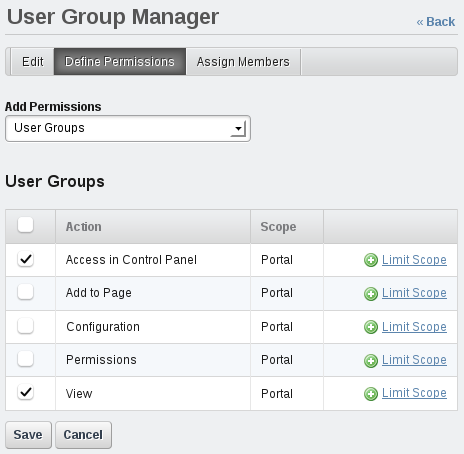 User Group Manager
« Back
Edit Define Permissions Assign Members
Add Permissions
User Groups
User Groups
Action Scope
Access in Control Panel Portal Limit Scope
Add to Page Portal Limit Scope
Configuration Portal Limit Scope
Permissions Portal Limit Scope
View Portal Limit Scope
Save Cancel